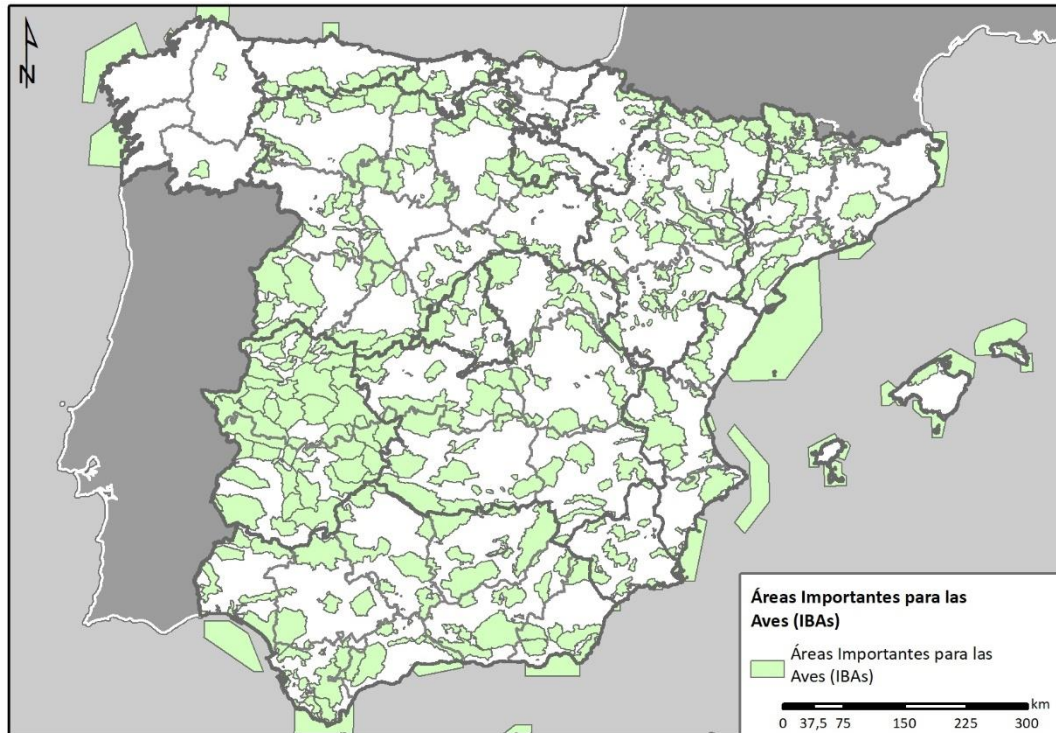 N
Áreas Importantes para las
Aves (IBAs)
Áreas Importantes para las
Aves (IBAs)
km
0 37,5 75 150 225 300